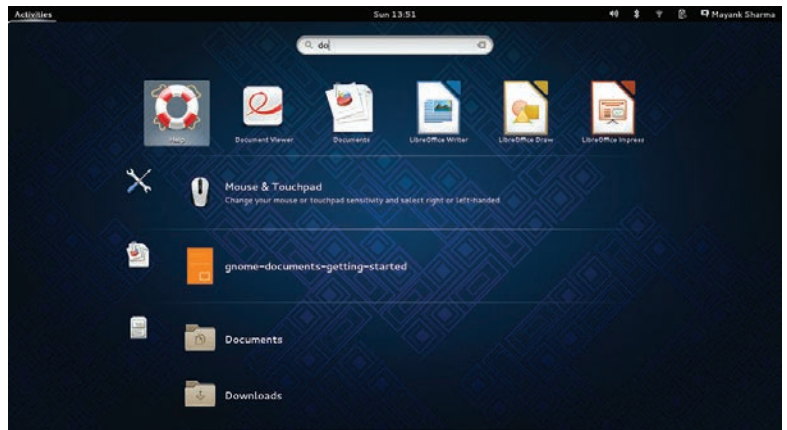 Activities
Sun 13:51
Mayank Sharma
do
Help
Document Viewer
Documents
LibreOffice Writer
LibreOffice Draw
LibreOffice Impress
Mouse & Touchpad
Change your mouse or touchpad sensitivity and select right or left-handed.
gnome-documents-getting-started
Documents
Downloads